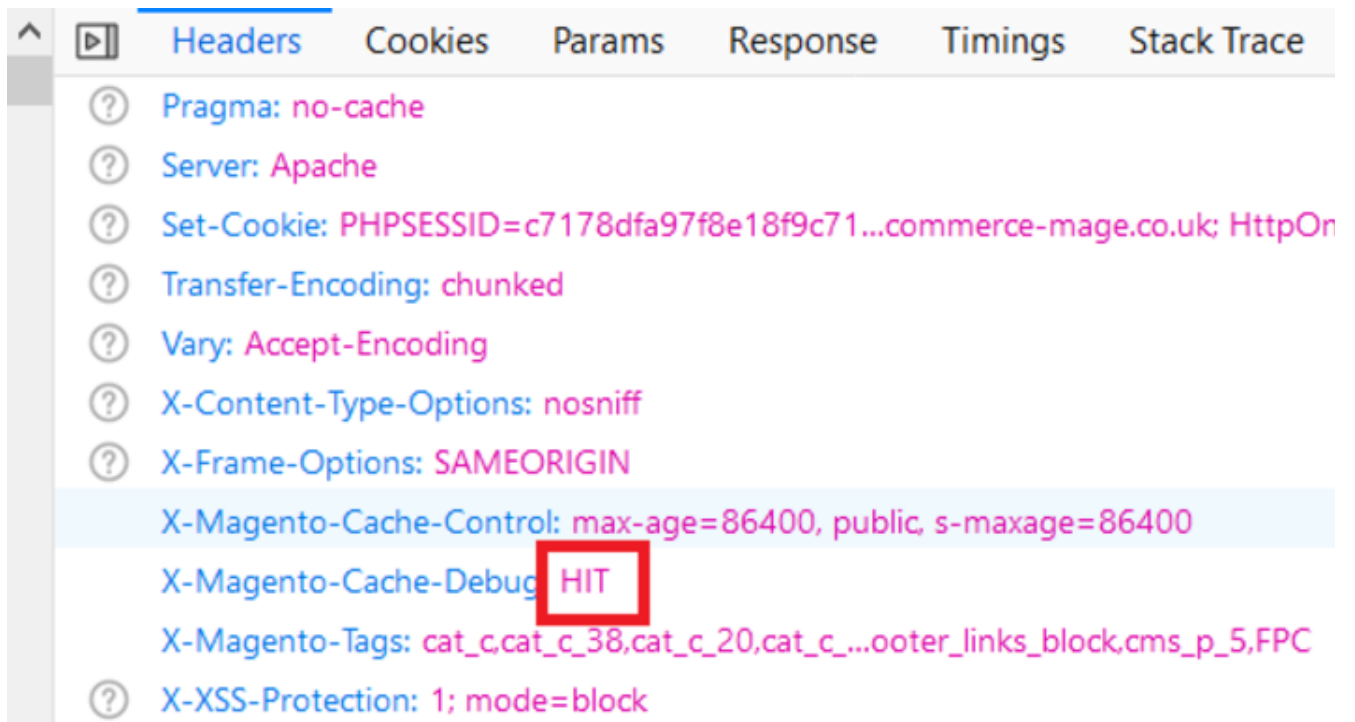 Headers Cookies Params Response Timings Stack Trace
Pragma: no-cache
Server: Apache
Set-Cookie: PHPSESSID=c7178dfa97f8e18f9c71...commerce-mage.co.uk; HttpOn
Transfer-Encoding: chunked
Vary: Accept-Encoding
X-Content-Type-Options: nosniff
X-Frame-Options: SAMEORIGIN
X-Magento-Cache-Control: max-age=86400, public, s-maxage=86400
X-Magento-Cache-Debug HIT
X-Magento-Tags: cat_c,cat_c_38,cat_c_20,cat_c_...ooter_links_block,cms_p_5,FPC
X-XSS-Protection: 1; mode=block